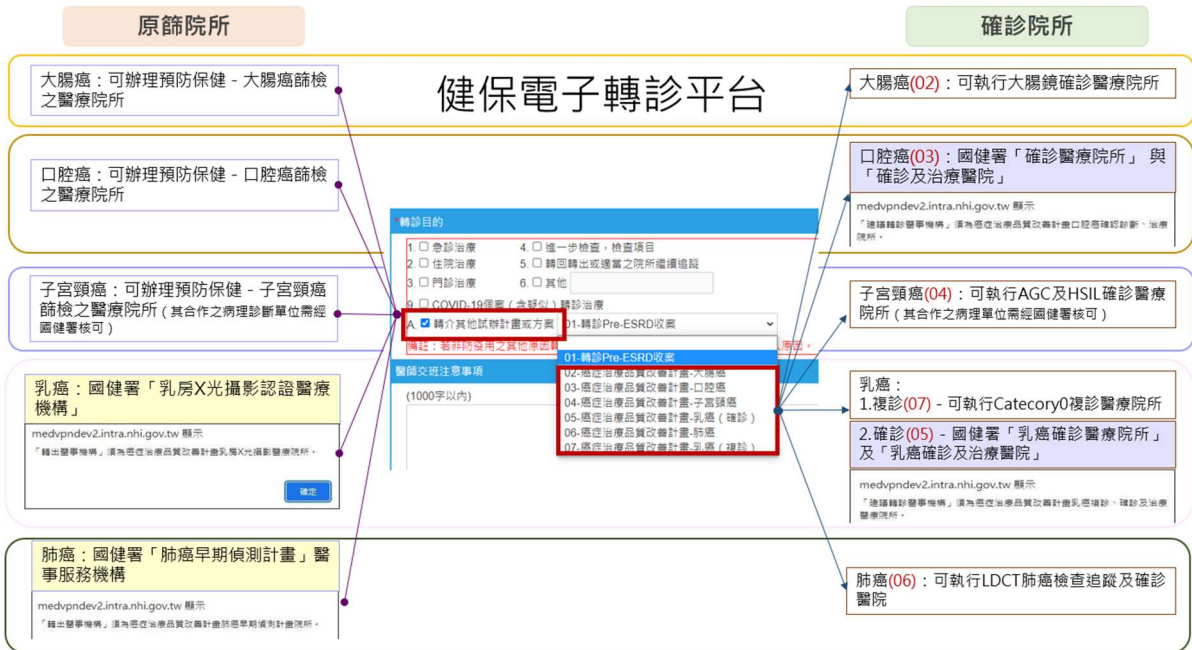 原篩院所
確診院所
健保電子轉診平台
大腸癌：可辦理預防保健－大腸癌篩檢
之醫療院所
口腔癌：可辦理預防保健－口腔癌篩檢
之醫療院所
子宮頸癌：可辦理預防保健－子宮頸癌
篩檢之醫療院所（其合作之病理診斷單位需經
國健署核可）
乳癌：國健署「乳房X光攝影認證醫療
機構」
medvpndev2.intra.nhi.gov.tw 顯示
「轉出醫事機構」須為癌症治療品質改善計畫乳房X光攝影醫療院所。
確定
肺癌：國健署「肺癌早期偵測計畫」醫
事服務機構
medvpndev2.intra.nhi.gov.tw 顯示
「轉出醫事機構」須為癌症治療品質改善計畫肺癌早期偵測計畫院所。
*轉診目的
1. 急診治療 4. 進一步檢查，檢查項目
2. 住院治療 5. 轉回轉出或適當之院所繼續追蹤
3. 門診治療 6. 其他
9. COVID-19個案（含疑似）轉診治療
A. 轉介其他試辦計畫或方案 01-轉診Pre-ESRD收案
備註：若非防疫用之其他原因轉
原因。
01-轉診Pre-ESRD收案
02-癌症治療品質改善計畫-大腸癌
03-癌症治療品質改善計畫-口腔癌
04-癌症治療品質改善計畫-子宮頸癌
05-癌症治療品質改善計畫-乳癌（確診）
06-癌症治療品質改善計畫-肺癌
07-癌症治療品質改善計畫-乳癌（複診）
醫師交班注意事項
(1000字以內)
大腸癌(02)：可執行大腸鏡確診醫療院所
口腔癌(03)：國健署「確診醫療院所」 與
「確診及治療醫院」
medvpndev2.intra.nhi.gov.tw 顯示
「建議轉診醫事機構」須為癌症治療品質改善計畫口腔癌確認診斷、治療
院所。
子宮頸癌(04)：可執行AGC及HSIL確診醫療
院所（其合作之病理單位需經國健署核可）
乳癌：
1.複診(07)－可執行Catecory0複診醫療院所
2.確診(05)－國健署「乳癌確診醫療院所」
及「乳癌確診及治療醫院」
medvpndev2.intra.nhi.gov.tw 顯示
「建議轉診醫事機構」須為癌症治療品質改善計畫乳癌複診、確診及治療
醫療院所。
肺癌(06)：可執行LDCT肺癌檢查追蹤及確診
醫院